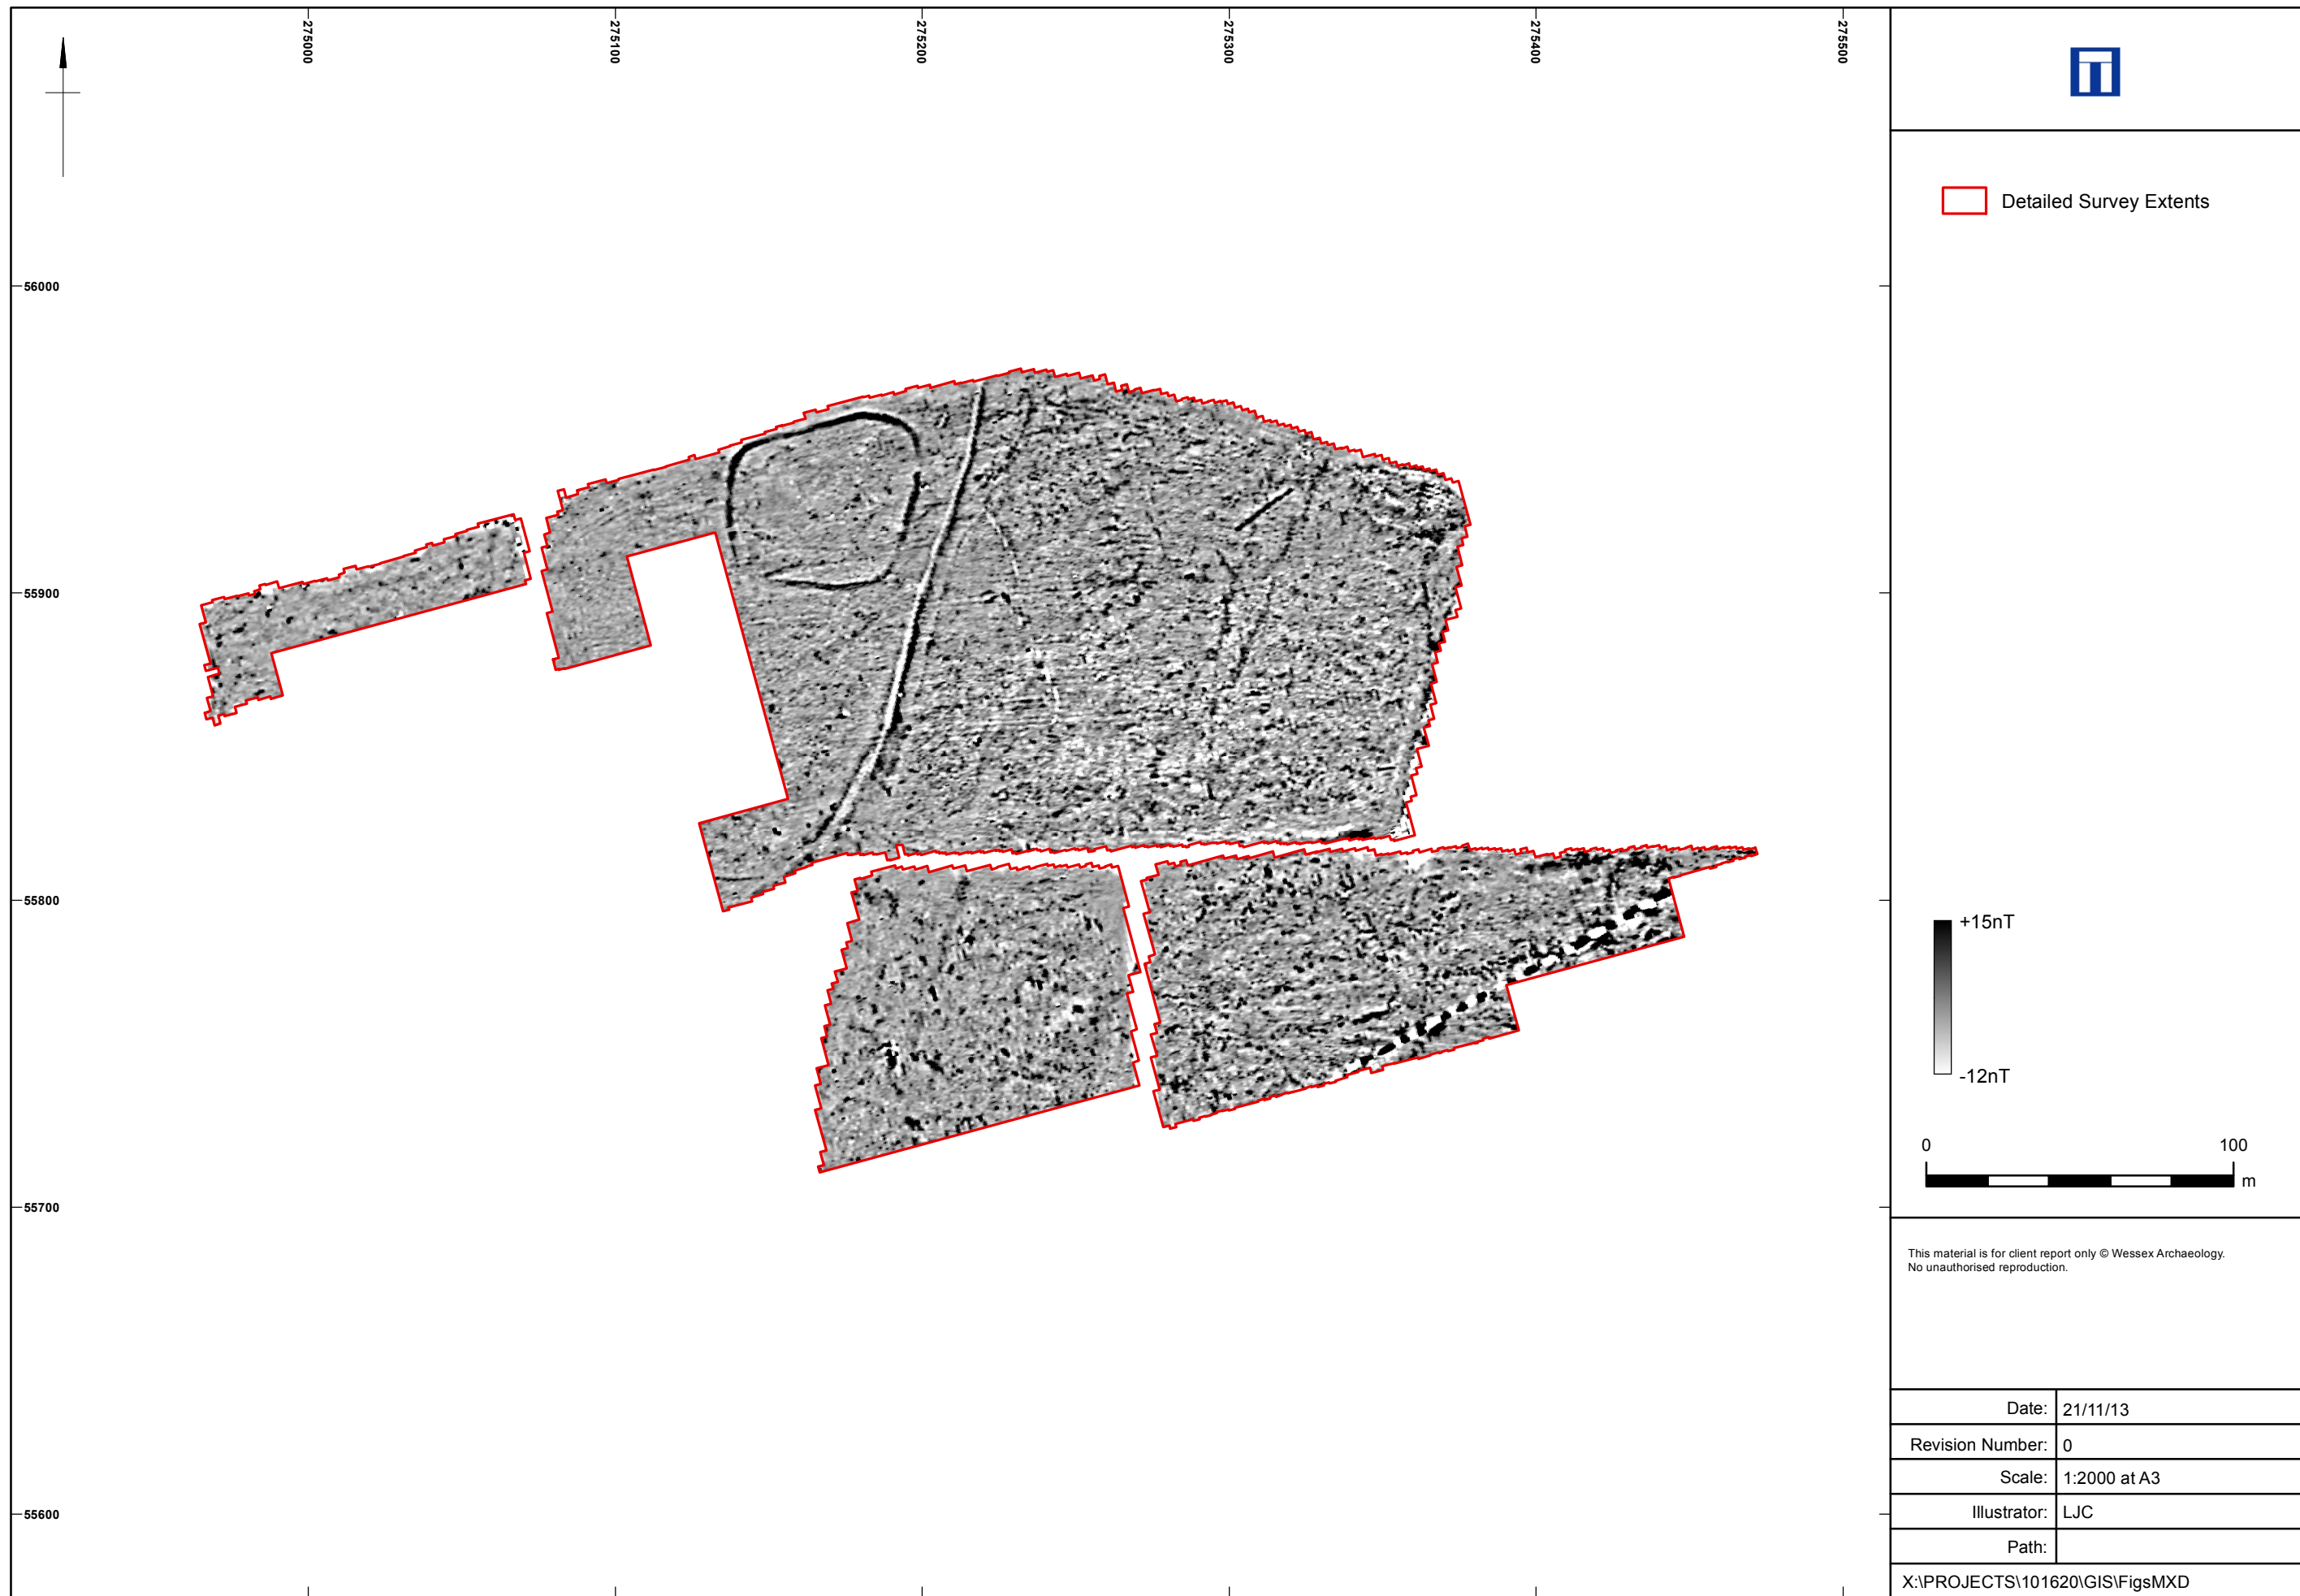 275000
275100
275200
275300
275400
275500
56000
55900
55800
55700
55600
Detailed Survey Extents
+15nT
-12nT
0 100
m
This material is for client report only © Wessex Archaeology.
No unauthorised reproduction.
Date: 21/11/13
Revision Number: 0
Scale: 1:2000 at A3
Illustrator: LJC
Path:
X:\PROJECTS\101620\GIS\FigsMXD